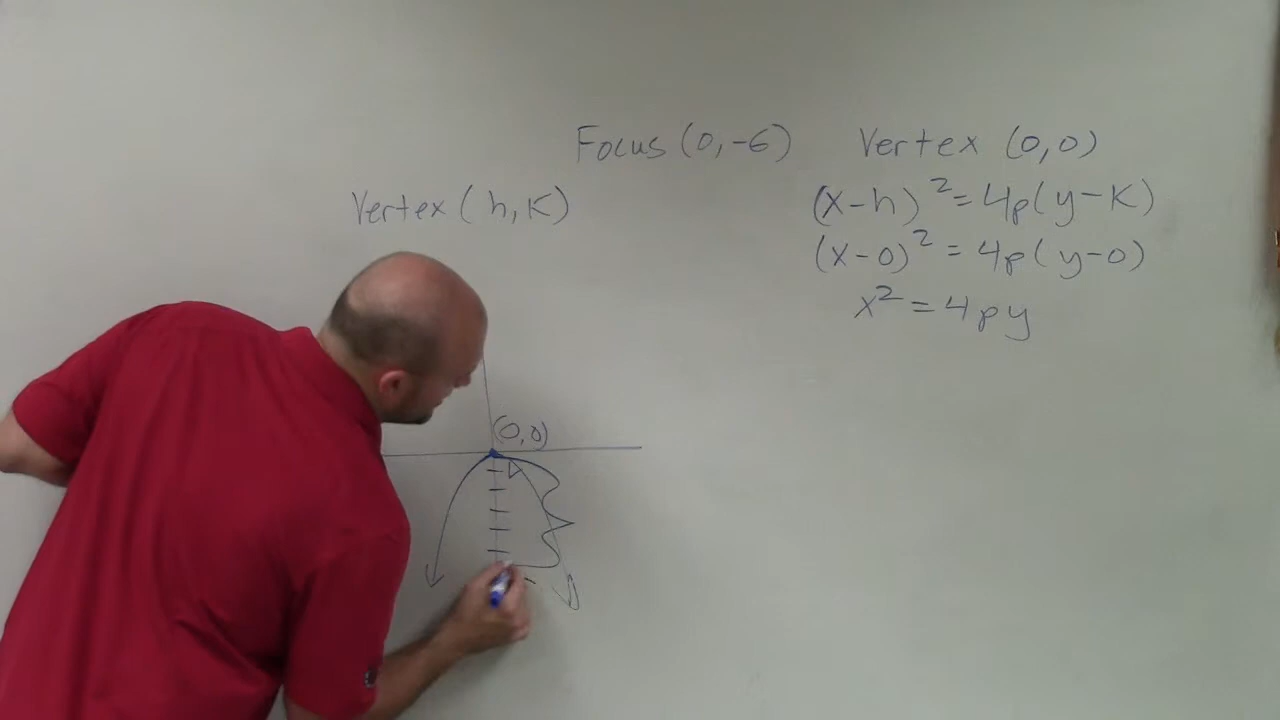 Focus (0,-6) Vertex (0,0)
Vertex (h,K)
(x-h)²=4p(y-K)
(x-0)²=4p(y-0)
x²=4py
(0,0)